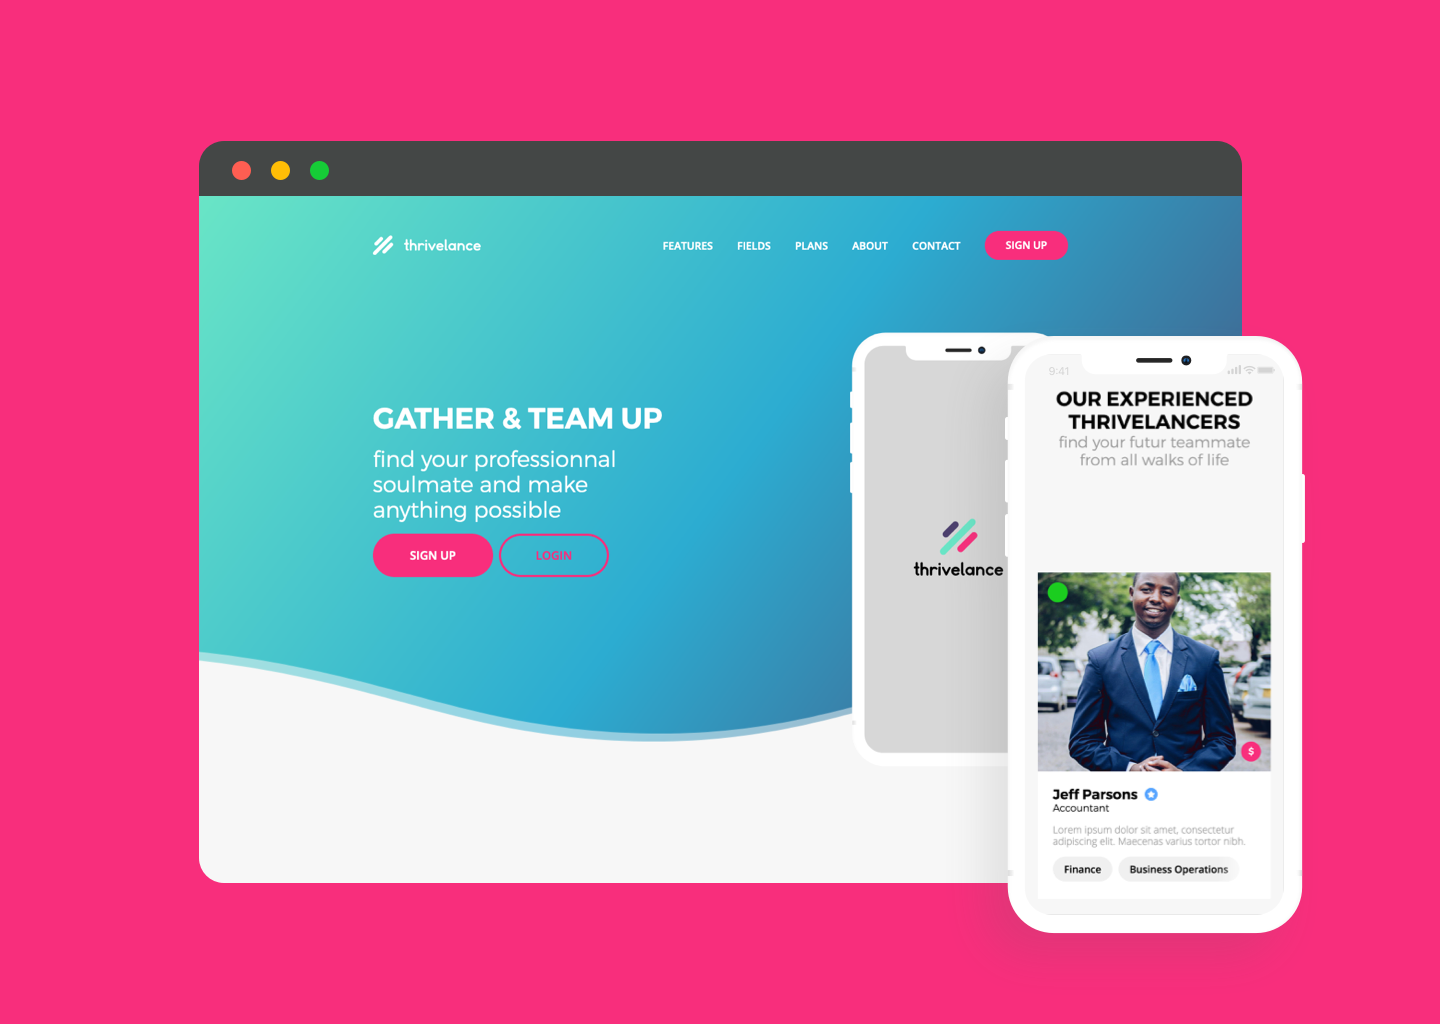 thrivelance
FEATURES FIELDS PLANS ABOUT CONTACT SIGN UP
GATHER & TEAM UP
find your professionnal
soulmate and make
anything possible
SIGN UP LOGIN
thrivelance
9:41
OUR EXPERIENCED
THRIVELANCERS
find your futur teammate
from all walks of life
$
Jeff Parsons
Accountant
Lorem ipsum dolor sit amet, consectetur
adipiscing elit. Maecenas varius tortor nibh.
Finance Business Operations